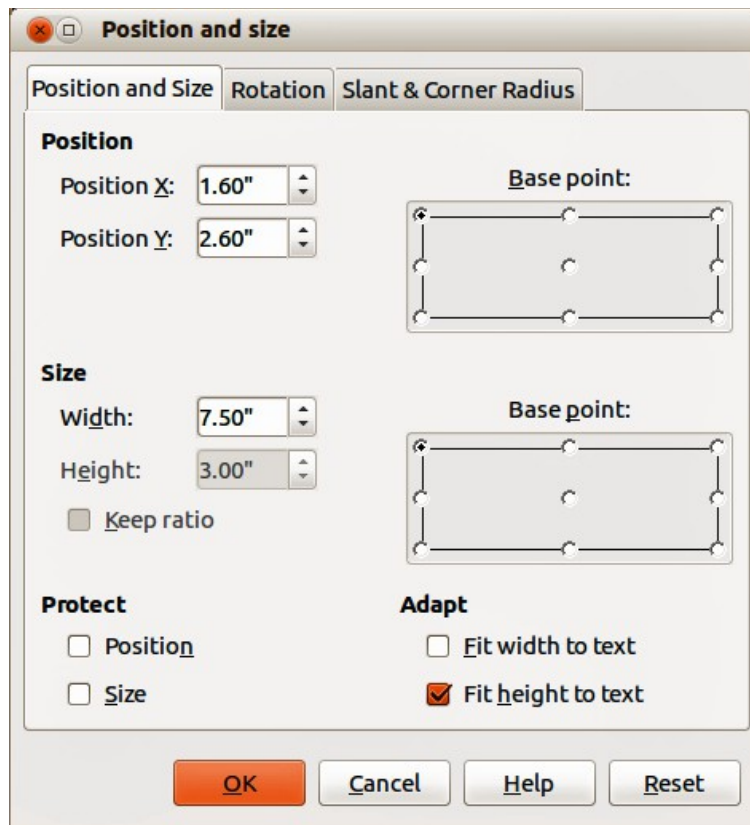 Position and size
Position and Size Rotation Slant & Corner Radius
Position
Position X: 1.60"
Base point:
Position Y: 2.60"
Size
Width: 7.50"
Base point:
Height: 3.00"
Keep ratio
Protect
Adapt
Position
Fit width to text
Size
Fit height to text
OK Cancel Help Reset